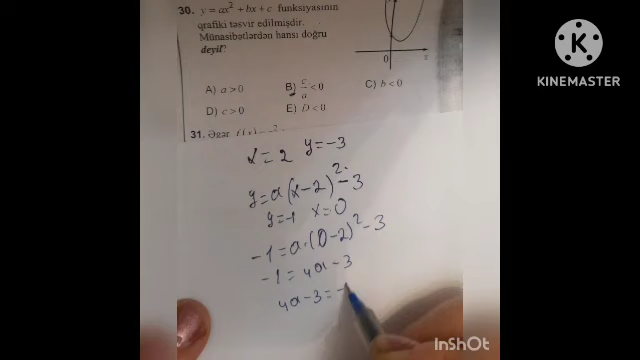 30. y = ax² + bx + c funksiyasının
qrafiki təsvir edilmişdir.
Münasibətlərdən hansı doğru
deyil?
0 x
A) a > 0 B) c/a < 0 C) b < 0
D) c > 0 E) D < 0
31. Əgər
x = 2 y = -3
y = a(x-2)² - 3
y = -1 x = 0
-1 = a·(0-2)² - 3
-1 = 4a - 3
4a - 3 = -
KINEMASTER
InShOt